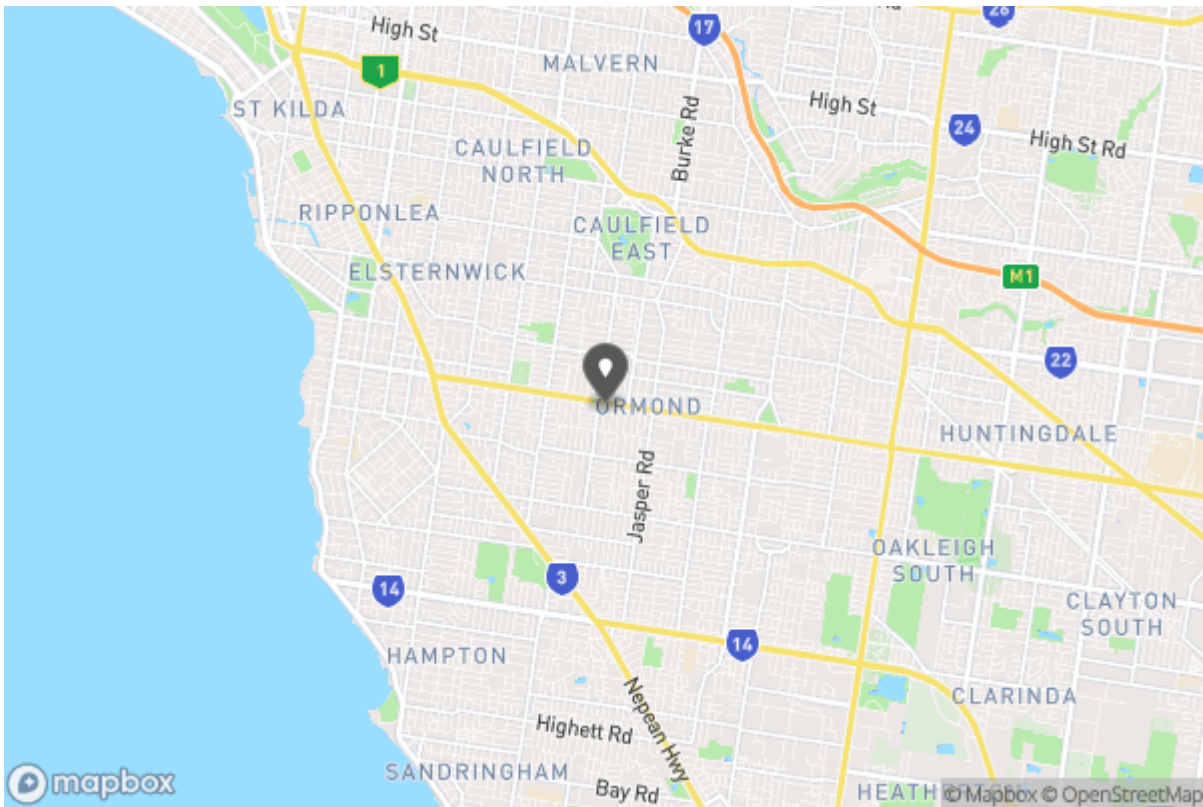 28
17
High St
1
MALVERN
Burke Rd
High St
ST KILDA
24
High St Rd
CAULFIELD
NORTH
RIPPONLEA
CAULFIELD
EAST
ELSTERNWICK
M1
22
ORMOND
HUNTINGDALE
Jasper Rd
OAKLEIGH
SOUTH
3
14
CLAYTON
SOUTH
14
HAMPTON
CLARINDA
Nepean Hwy
Highett Rd
SANDRINGHAM
Bay Rd
mapbox
© Mapbox © OpenStreetMap